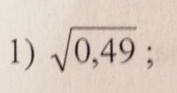 1) √0,49 ;